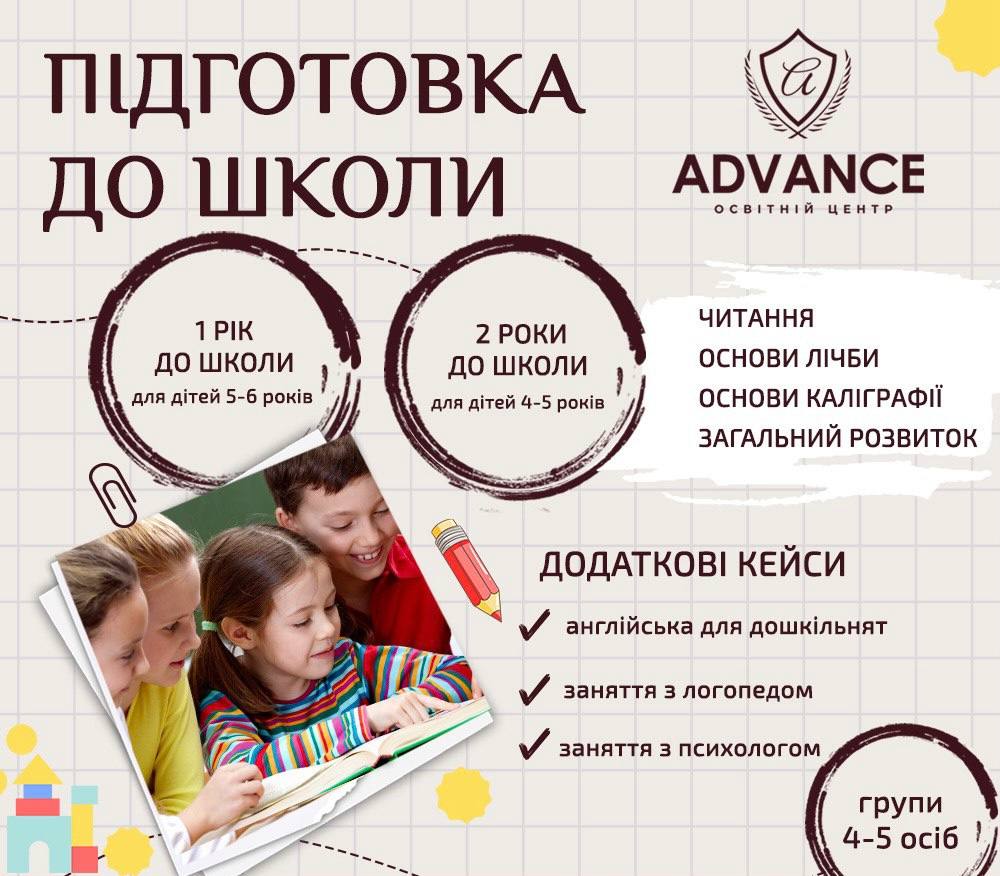 ПІДГОТОВКА
ДО ШКОЛИ
a
ADVANCE
ОСВІТНІЙ ЦЕНТР
1 РІК
ДО ШКОЛИ
для дітей 5-6 років
2 РОКИ
ДО ШКОЛИ
для дітей 4-5 років
ЧИТАННЯ
ОСНОВИ ЛІЧБИ
ОСНОВИ КАЛІГРАФІЇ
ЗАГАЛЬНИЙ РОЗВИТОК
ДОДАТКОВІ КЕЙСИ
англійська для дошкільнят
заняття з логопедом
заняття з психологом
групи
4-5 осіб